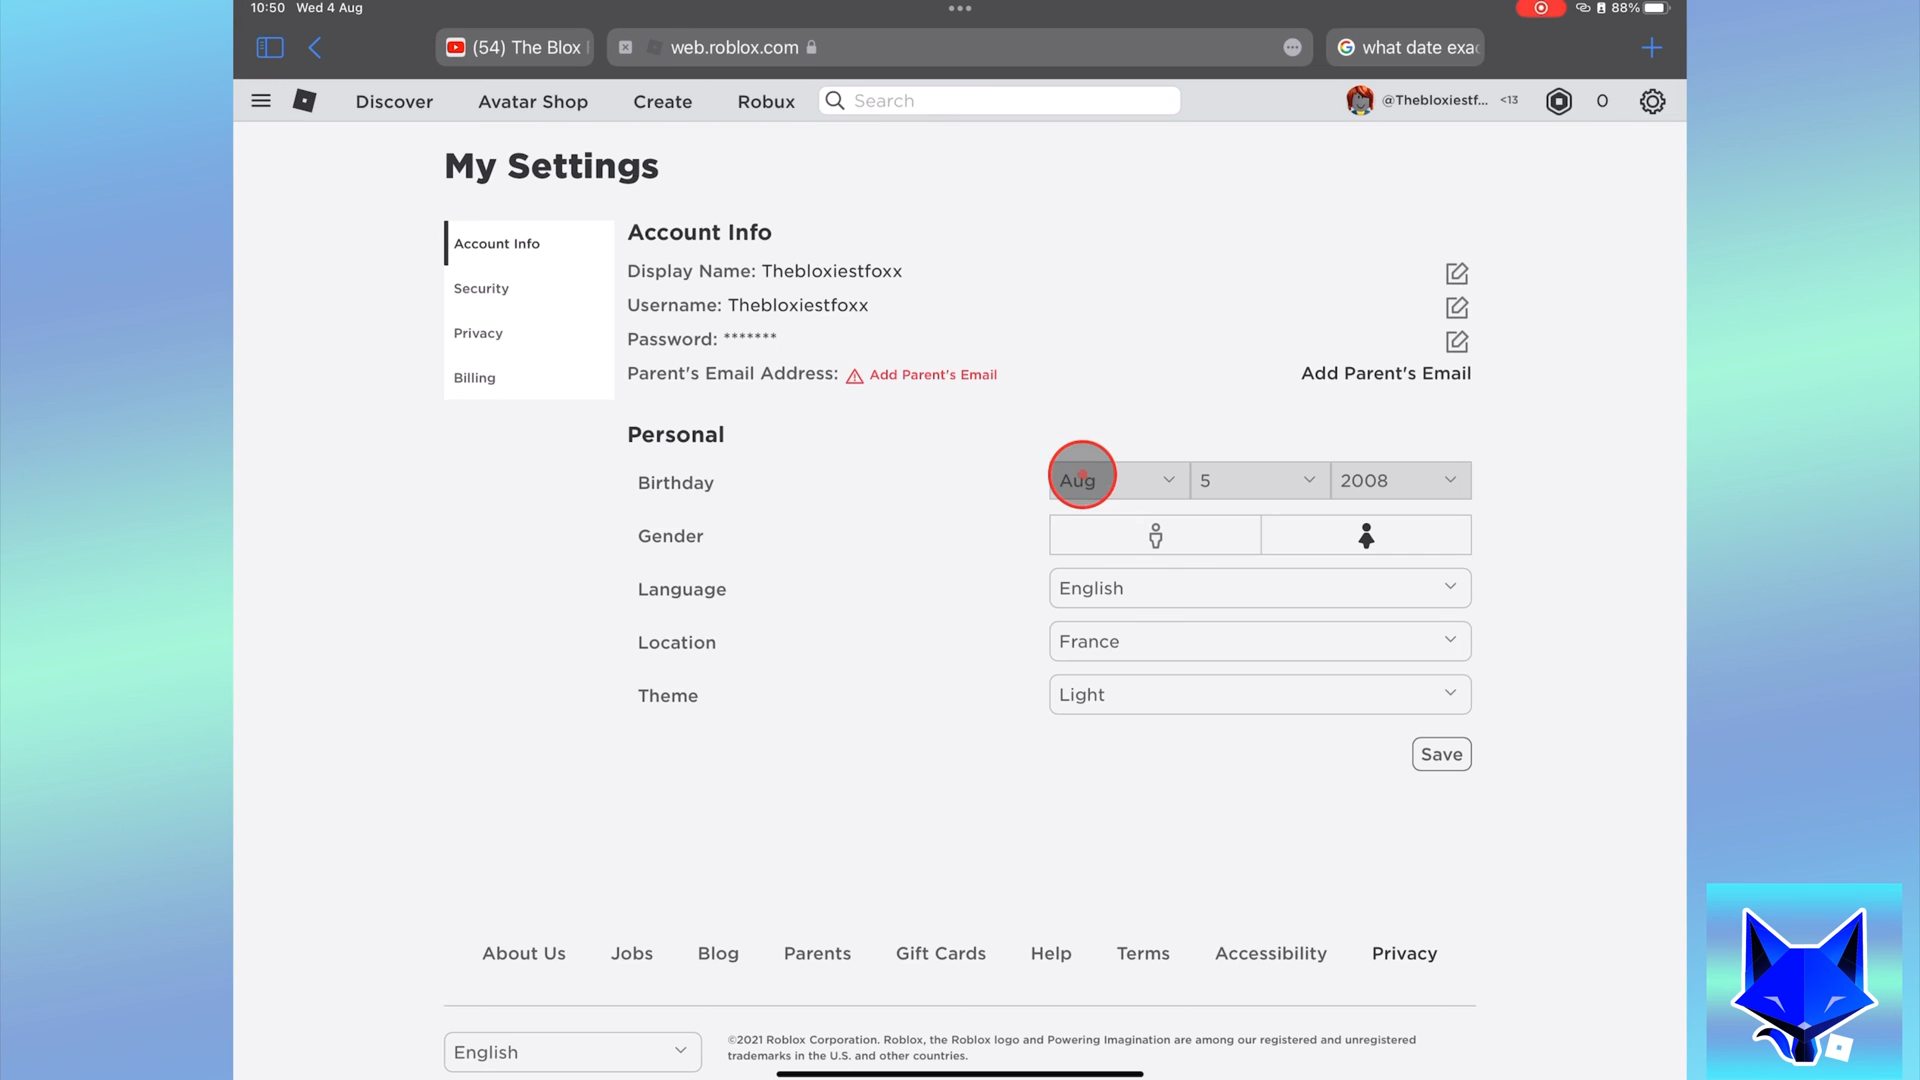 10:50 Wed 4 Aug
88%
(54) The Blox
web.roblox.com
what date exa
Discover Avatar Shop Create Robux Search @Thebloxiestf... <13 0
My Settings
Account Info
Security
Privacy
Billing
Account Info
Display Name: Thebloxiestfoxx
Username: Thebloxiestfoxx
Password: *******
Parent's Email Address: Add Parent's Email Add Parent's Email
Personal
Birthday Aug 5 2008
Gender
Language English
Location France
Theme Light
Save
About Us Jobs Blog Parents Gift Cards Help Terms Accessibility Privacy
English
©2021 Roblox Corporation. Roblox, the Roblox logo and Powering Imagination are among our registered and unregistered
trademarks in the U.S. and other countries.